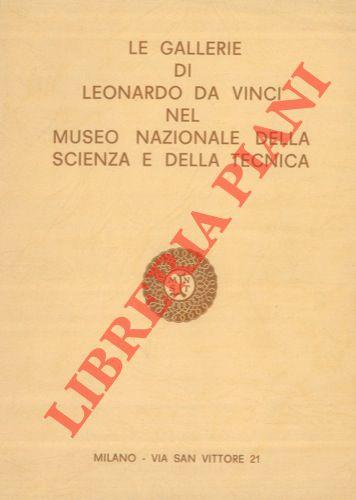 LE GALLERIE
DI
LEONARDO DA VINCI
NEL
MUSEO NAZIONALE DELLA
SCIENZA E DELLA TECNICA
MNST
LIBRERIA PIANI
MILANO - VIA SAN VITTORE 21